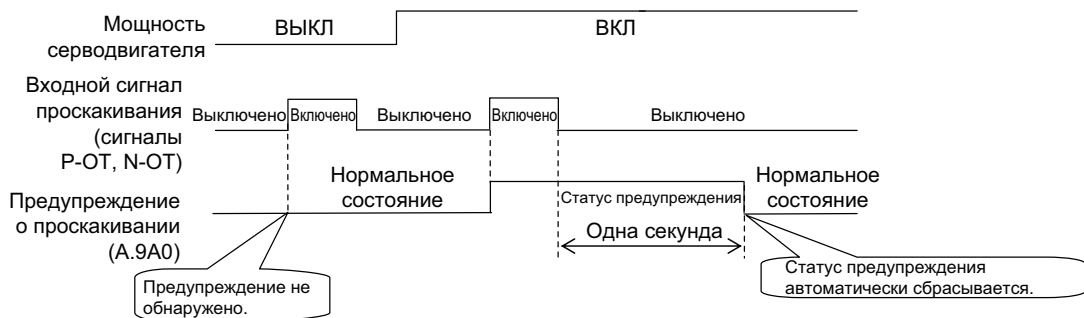 Мощность
серводвигателя
ВЫКЛ
ВКЛ
Входной сигнал
проскакивания
(сигналы
P-OT, N-OT)
Выключено
Включено
Выключено
Включено
Выключено
Предупреждение
о проскакивании
(A.9A0)
Нормальное
состояние
Статус предупреждения
Нормальное
состояние
Одна секунда
Предупреждение не
обнаружено.
Статус предупреждения
автоматически сбрасывается.